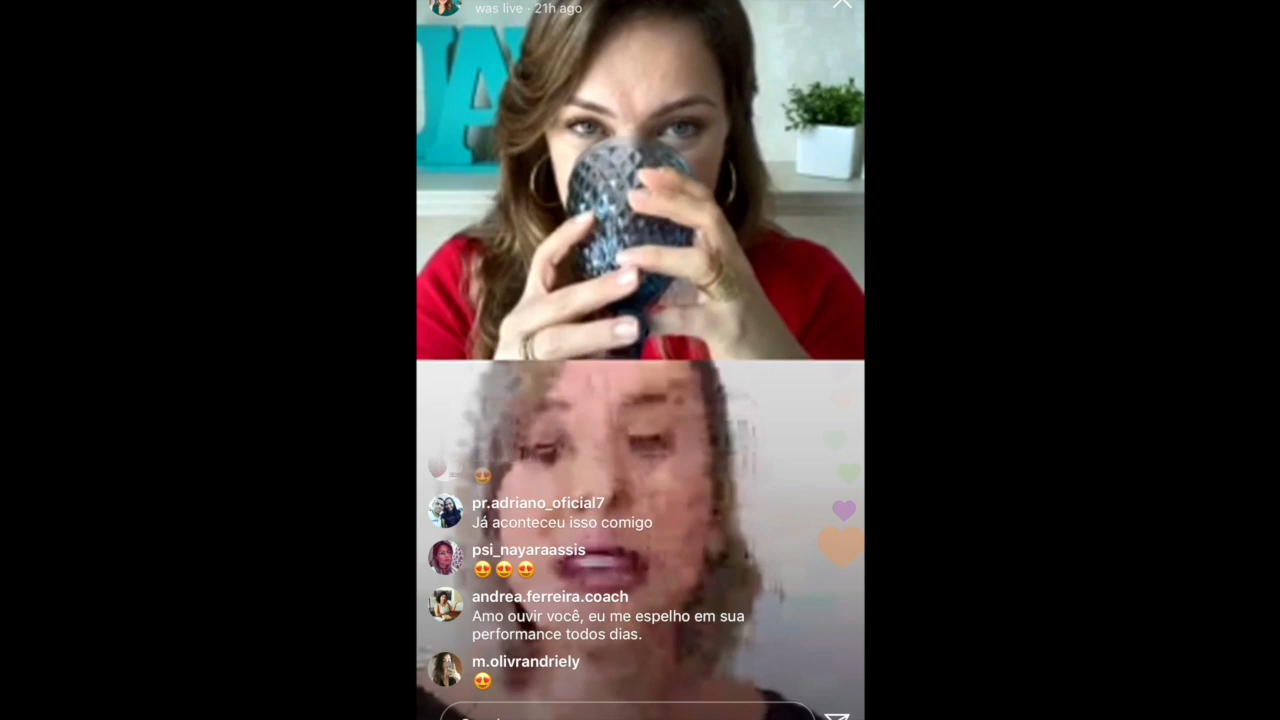 was live · 21h ago
JA
pr.adriano_oficial7
Já aconteceu isso comigo
psi_nayaraassis
😍😍😍
andrea.ferreira.coach
Amo ouvir você, eu me espelho em sua
performance todos dias.
m.olivrandriely
😍